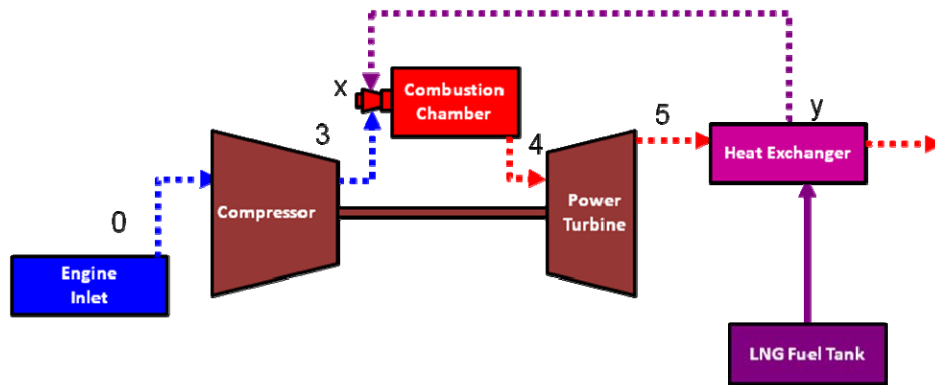 x
Combustion
Chamber
3
4
5
y
Heat Exchanger
Compressor
Power
Turbine
0
Engine
Inlet
LNG Fuel Tank